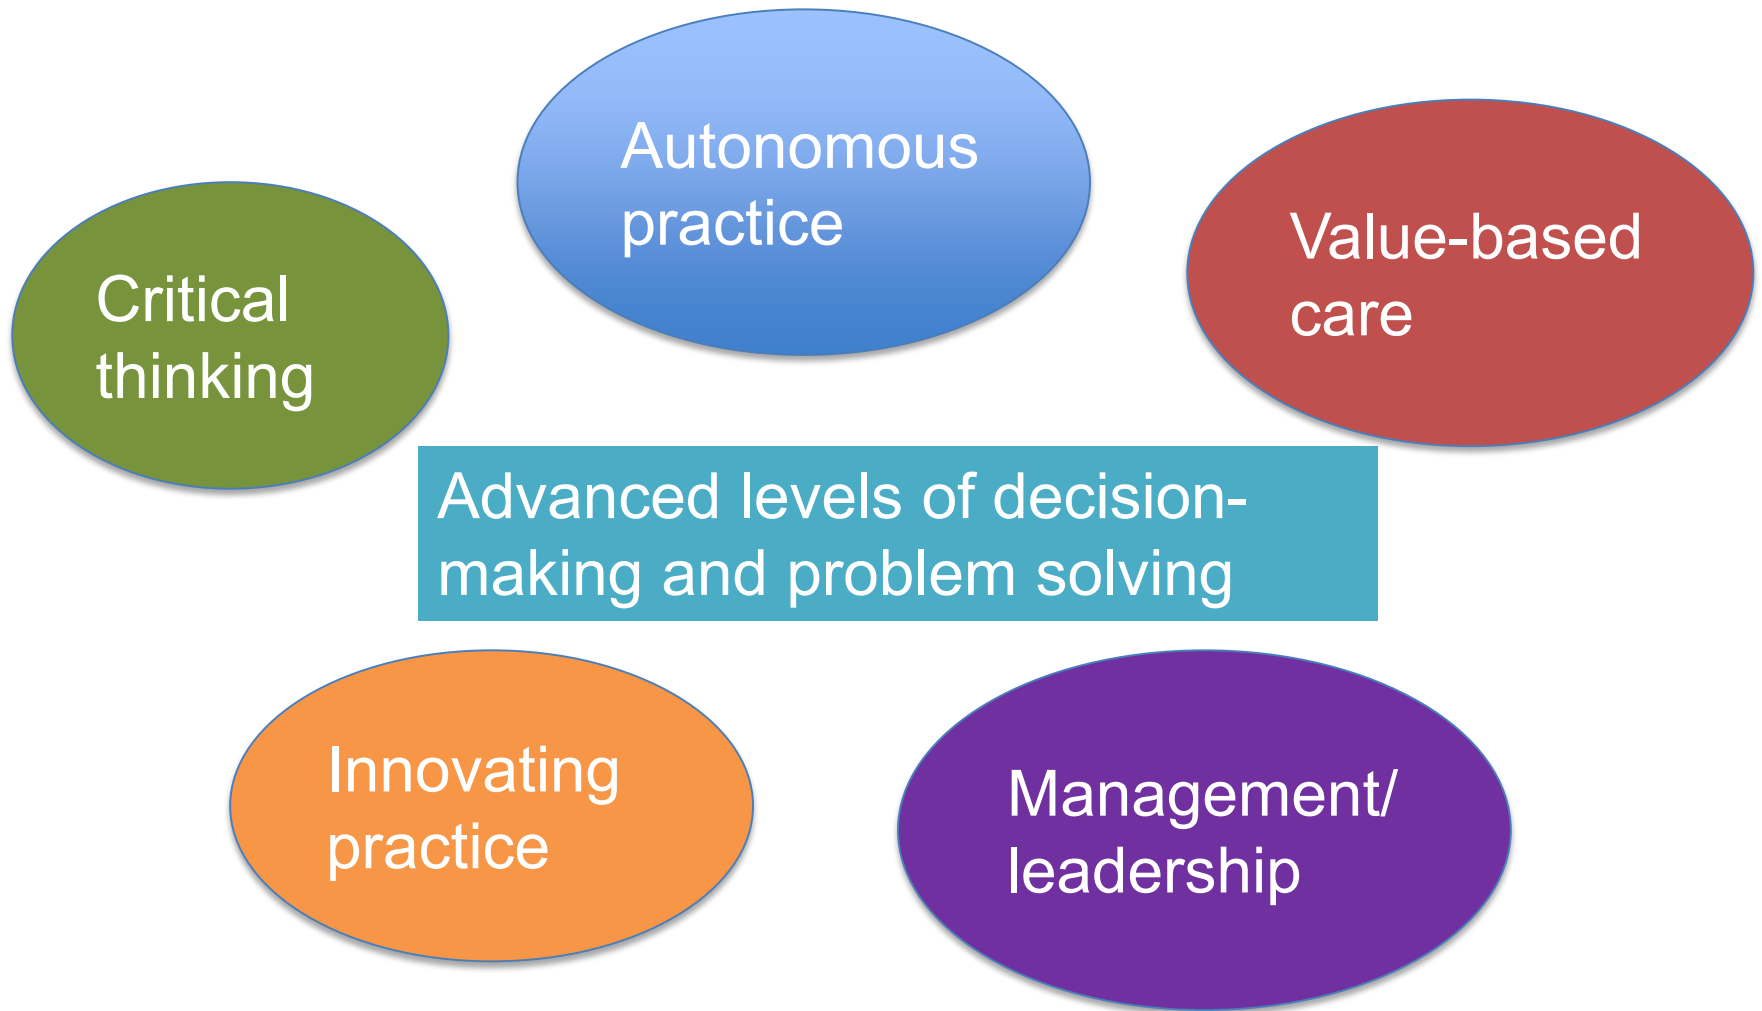 Autonomous
practice
Value-based
care
Critical
thinking
Advanced levels of decision-
making and problem solving
Innovating
practice
Management/
leadership